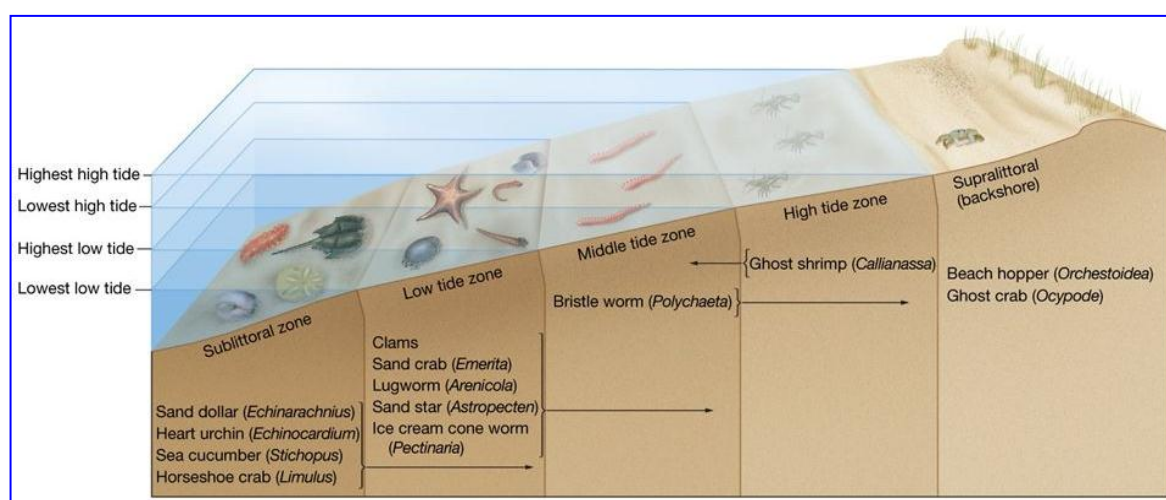 Highest high tide
Lowest high tide
Highest low tide
Lowest low tide
Sublittoral zone
Low tide zone
Middle tide zone
High tide zone
Supralittoral
(backshore)
Sand dollar (Echinarachnius)
Heart urchin (Echinocardium)
Sea cucumber (Stichopus)
Horseshoe crab (Limulus)
Clams
Sand crab (Emerita)
Lugworm (Arenicola)
Sand star (Astropecten)
Ice cream cone worm
(Pectinaria)
Bristle worm (Polychaeta)
Ghost shrimp (Callianassa)
Beach hopper (Orchestoidea)
Ghost crab (Ocypode)